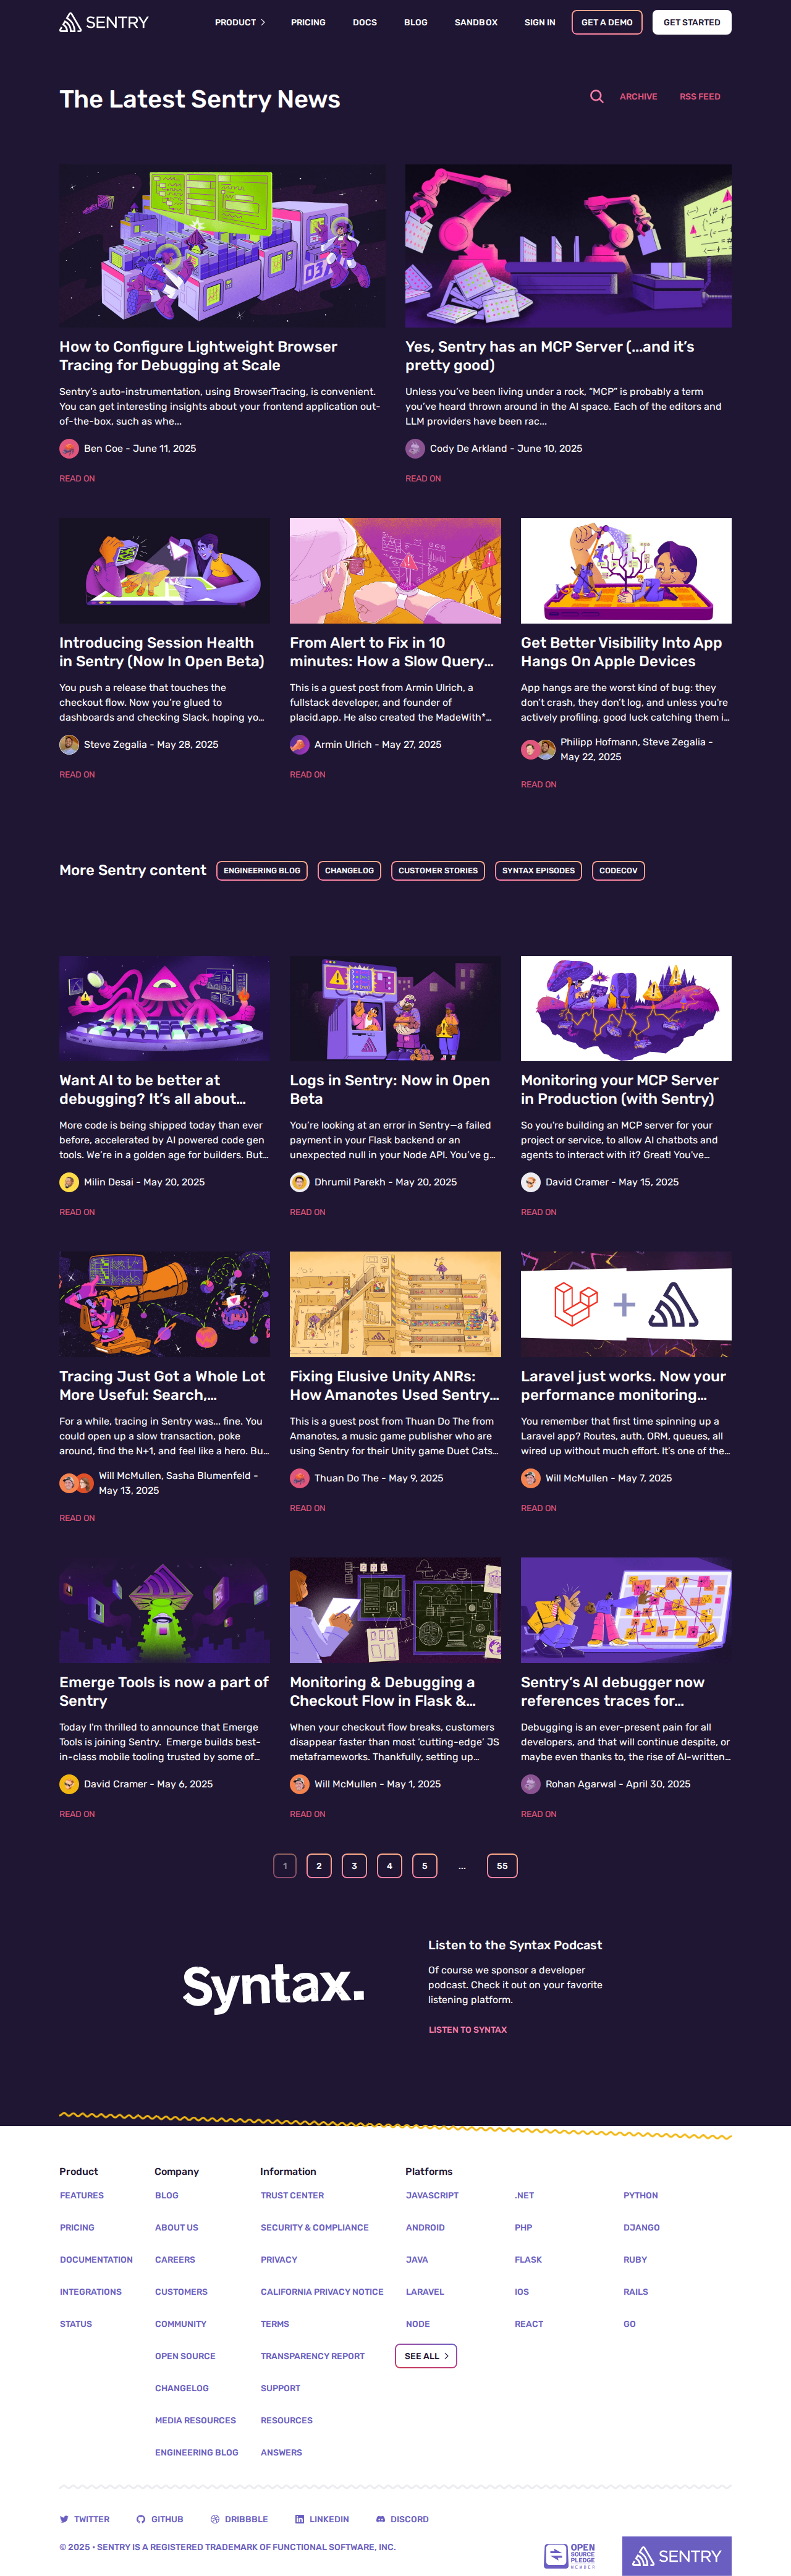 SENTRY
PRODUCT
PRICING
DOCS
BLOG
SANDBOX
SIGN IN
GET A DEMO
GET STARTED
The Latest Sentry News
ARCHIVE
RSS FEED
How to Configure Lightweight Browser
Tracing for Debugging at Scale
Sentry's auto-instrumentation, using BrowserTracing, is convenient.
You can get interesting insights about your frontend application out-
of-the-box, such as whe...
Ben Coe - June 11, 2025
READ ON
Yes, Sentry has an MCP Server (...and it's
pretty good)
Unless you've been living under a rock, "MCP" is probably a term
you've heard thrown around in the AI space. Each of the editors and
LLM providers have been rac...
Cody De Arkland - June 10, 2025
READ ON
Introducing Session Health
in Sentry (Now In Open Beta)
You push a release that touches the
checkout flow. Now you're glued to
dashboards and checking Slack, hoping yo...
Steve Zegalia - May 28, 2025
READ ON
From Alert to Fix in 10
minutes: How a Slow Query...
This is a guest post from Armin Ulrich, a
fullstack developer, and founder of
placid.app. He also created the MadeWith*...
Armin Ulrich - May 27, 2025
READ ON
Get Better Visibility Into App
Hangs On Apple Devices
App hangs are the worst kind of bug: they
don't crash, they don't log, and unless you're
actively profiling, good luck catching them i...
Philipp Hofmann, Steve Zegalia -
May 22, 2025
READ ON
More Sentry content
ENGINEERING BLOG
CHANGELOG
CUSTOMER STORIES
SYNTAX EPISODES
CODECOV
Want AI to be better at
debugging? It's all about...
More code is being shipped today than ever
before, accelerated by AI powered code gen
tools. We're in a golden age for builders. But...
Milin Desai - May 20, 2025
READ ON
Logs in Sentry: Now in Open
Beta
You're looking at an error in Sentry—a failed
payment in your Flask backend or an
unexpected null in your Node API. You've g...
Dhrumil Parekh - May 20, 2025
READ ON
Monitoring your MCP Server
in Production (with Sentry)
So you're building an MCP server for your
project or service, to allow AI chatbots and
agents to interact with it? Great! You've...
David Cramer - May 15, 2025
READ ON
Tracing Just Got a Whole Lot
More Useful: Search,...
For a while, tracing in Sentry was... fine. You
could open up a slow transaction, poke
around, find the N+1, and feel like a hero. Bu...
Will McMullen, Sasha Blumenfeld -
May 13, 2025
READ ON
Fixing Elusive Unity ANRs:
How Amanotes Used Sentry...
This is a guest post from Thuan Do The from
Amanotes, a music game publisher who are
using Sentry for their Unity game Duet Cats...
Thuan Do The - May 9, 2025
READ ON
Laravel just works. Now your
performance monitoring...
You remember that first time spinning up a
Laravel app? Routes, auth, ORM, queues, all
wired up without much effort. It's one of the...
Will McMullen - May 7, 2025
READ ON
Emerge Tools is now a part of
Sentry
Today I'm thrilled to announce that Emerge
Tools is joining Sentry. Emerge builds best-
in-class mobile tooling trusted by some of...
David Cramer - May 6, 2025
READ ON
Monitoring & Debugging a
Checkout Flow in Flask &...
When your checkout flow breaks, customers
disappear faster than most 'cutting-edge' JS
metaframeworks. Thankfully, setting up...
Will McMullen - May 1, 2025
READ ON
Sentry's AI debugger now
references traces for...
Debugging is an ever-present pain for all
developers, and that will continue despite, or
maybe even thanks to, the rise of AI-written...
Rohan Agarwal - April 30, 2025
READ ON
1
2
3
4
5
...
55
Syntax.
Listen to the Syntax Podcast
Of course we sponsor a developer
podcast. Check it out on your favorite
listening platform.
LISTEN TO SYNTAX
Product
FEATURES
PRICING
DOCUMENTATION
INTEGRATIONS
STATUS
Company
BLOG
ABOUT US
CAREERS
CUSTOMERS
COMMUNITY
OPEN SOURCE
CHANGELOG
MEDIA RESOURCES
ENGINEERING BLOG
Information
TRUST CENTER
SECURITY & COMPLIANCE
PRIVACY
CALIFORNIA PRIVACY NOTICE
TERMS
TRANSPARENCY REPORT
SUPPORT
RESOURCES
ANSWERS
Platforms
JAVASCRIPT
ANDROID
JAVA
LARAVEL
NODE
SEE ALL
.NET
PHP
FLASK
IOS
REACT
PYTHON
DJANGO
RUBY
RAILS
GO
TWITTER
GITHUB
DRIBBBLE
LINKEDIN
DISCORD
© 2025 • SENTRY IS A REGISTERED TRADEMARK OF FUNCTIONAL SOFTWARE, INC.
OPEN
SOURCE
PLEDGE
MEMBER
SENTRY